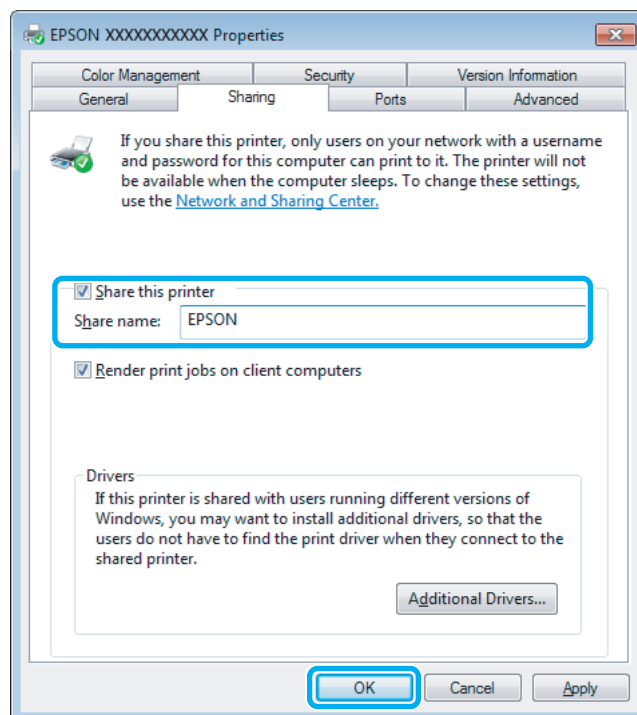 EPSON XXXXXXXXXXX Properties
Color Management Security Version Information
General Sharing Ports Advanced
If you share this printer, only users on your network with a username
and password for this computer can print to it. The printer will not
be available when the computer sleeps. To change these settings,
use the Network and Sharing Center.
Share this printer
Share name: EPSON
Render print jobs on client computers
Drivers
If this printer is shared with users running different versions of
Windows, you may want to install additional drivers, so that the
users do not have to find the print driver when they connect to the
shared printer.
Additional Drivers...
OK Cancel Apply